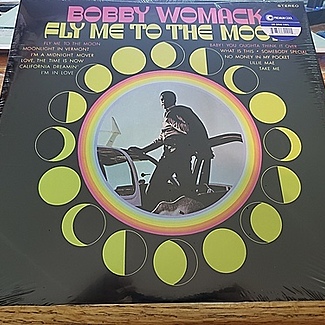 BOBBY WOMACK
STEREO
FLY ME TO THE MOO
FLY ME TO THE MOON
MOONLIGHT IN VERMONT
I'M A MIDNIGHT MOVER
LOVE, THE TIME IS NOW
CALIFORNIA DREAMIN'
I'M IN LOVE
BABY! YOU OUGHTA THINK IT OVER
WHAT IS THIS • SOMEBODY SPECIAL
NO MONEY IN MY POCKET
LILLIE MAE
TAKE ME